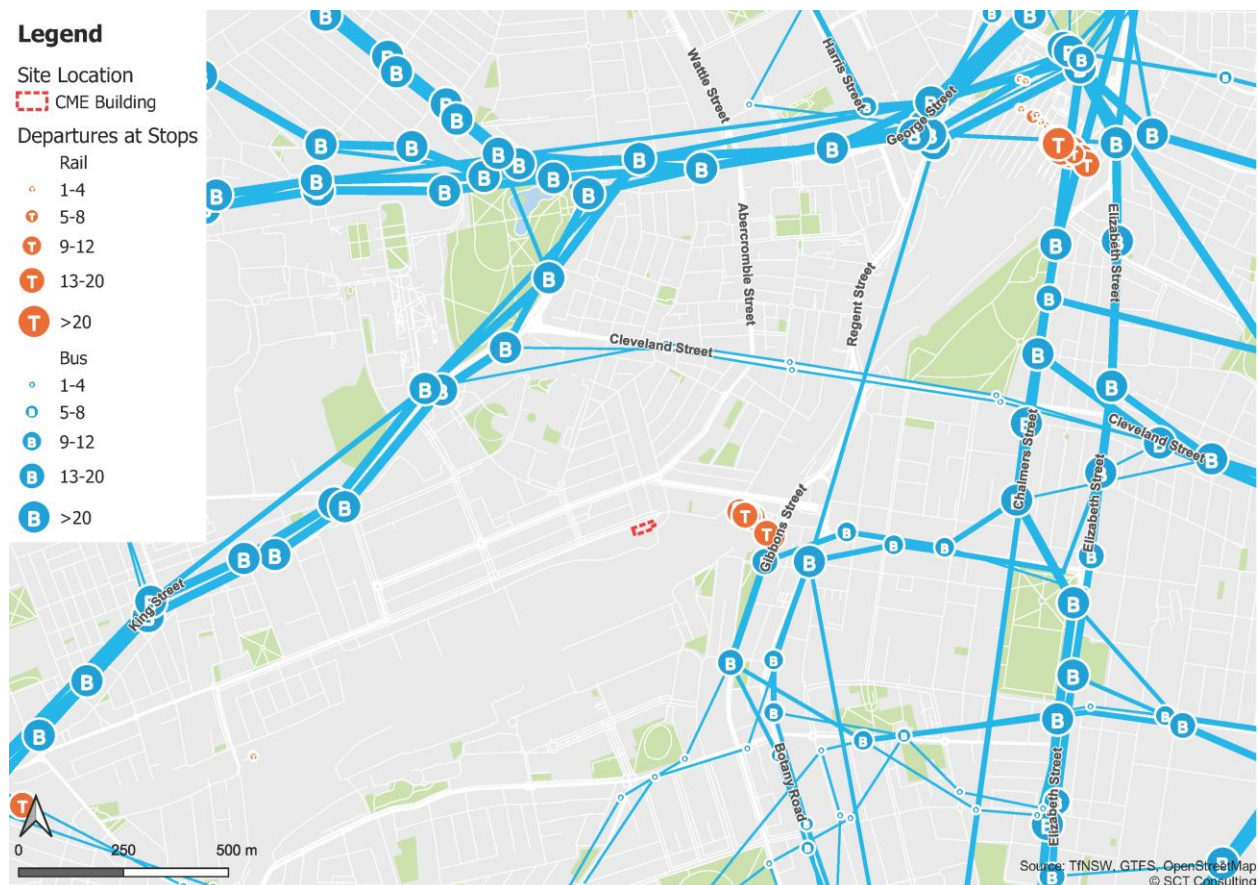 Legend
Site Location
CME Building
Departures at Stops
Rail
1-4
5-8
9-12
13-20
>20
Bus
1-4
5-8
9-12
13-20
>20
Wattle Street
Harris Street
George Street
Abercrombie Street
Elizabeth Street
Regent Street
Cleveland Street
Chalmers Street
Cleveland Street
Elizabeth Street
Gibbons Street
King Street
Botany Road
Elizabeth Street
0 250 500 m
Source: TfNSW, GTFS, OpenStreetMap
© SCT Consulting